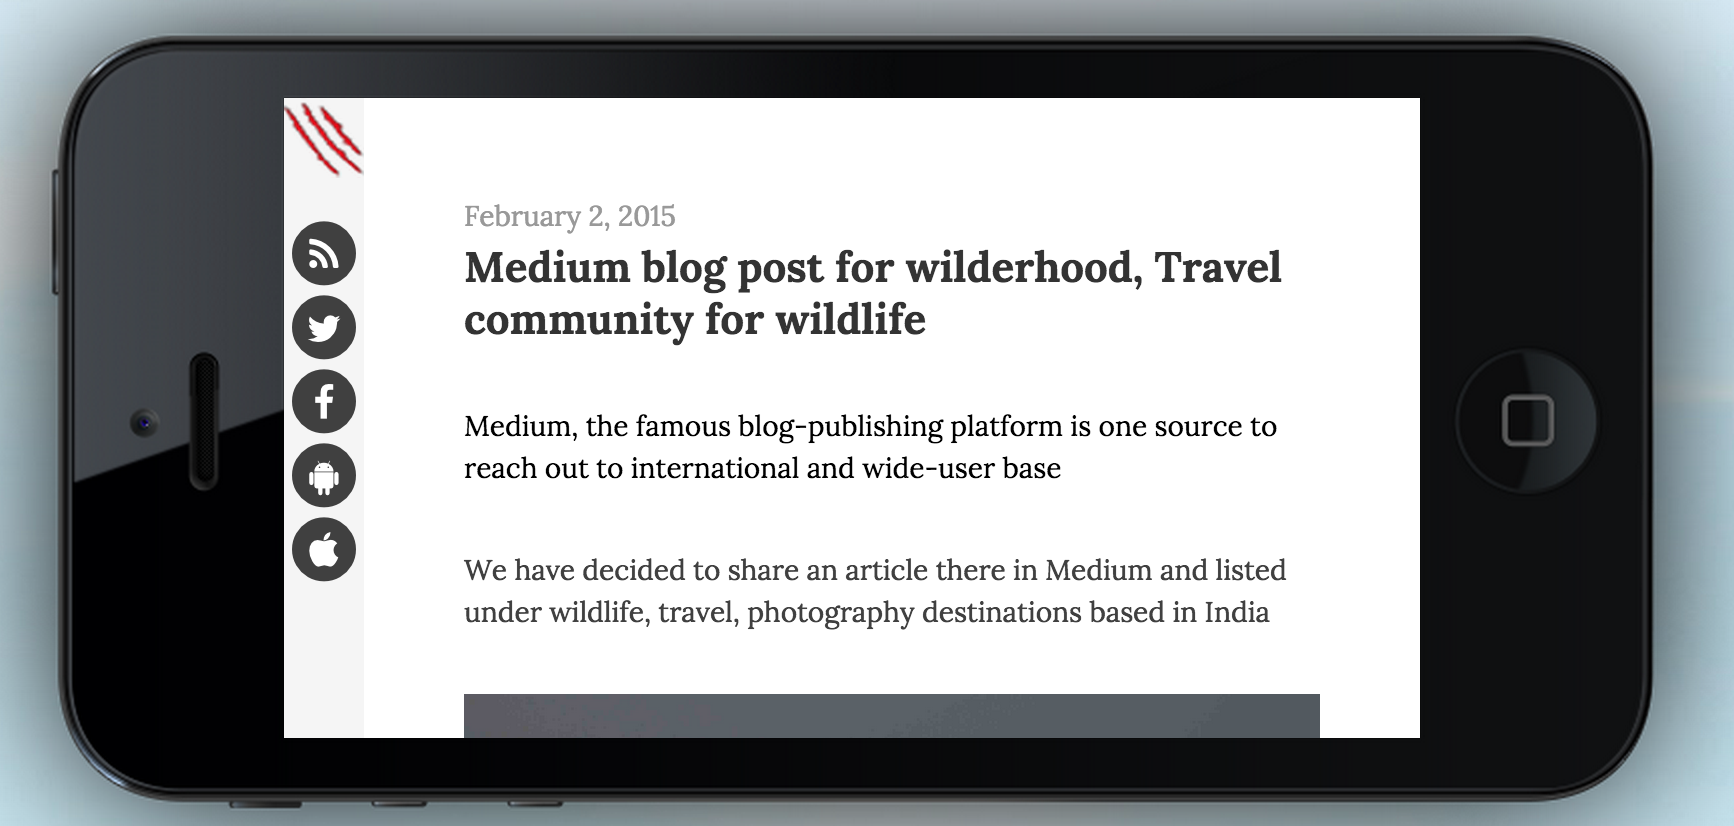 February 2, 2015
Medium blog post for wilderhood, Travel
community for wildlife
Medium, the famous blog-publishing platform is one source to
reach out to international and wide-user base
We have decided to share an article there in Medium and listed
under wildlife, travel, photography destinations based in India